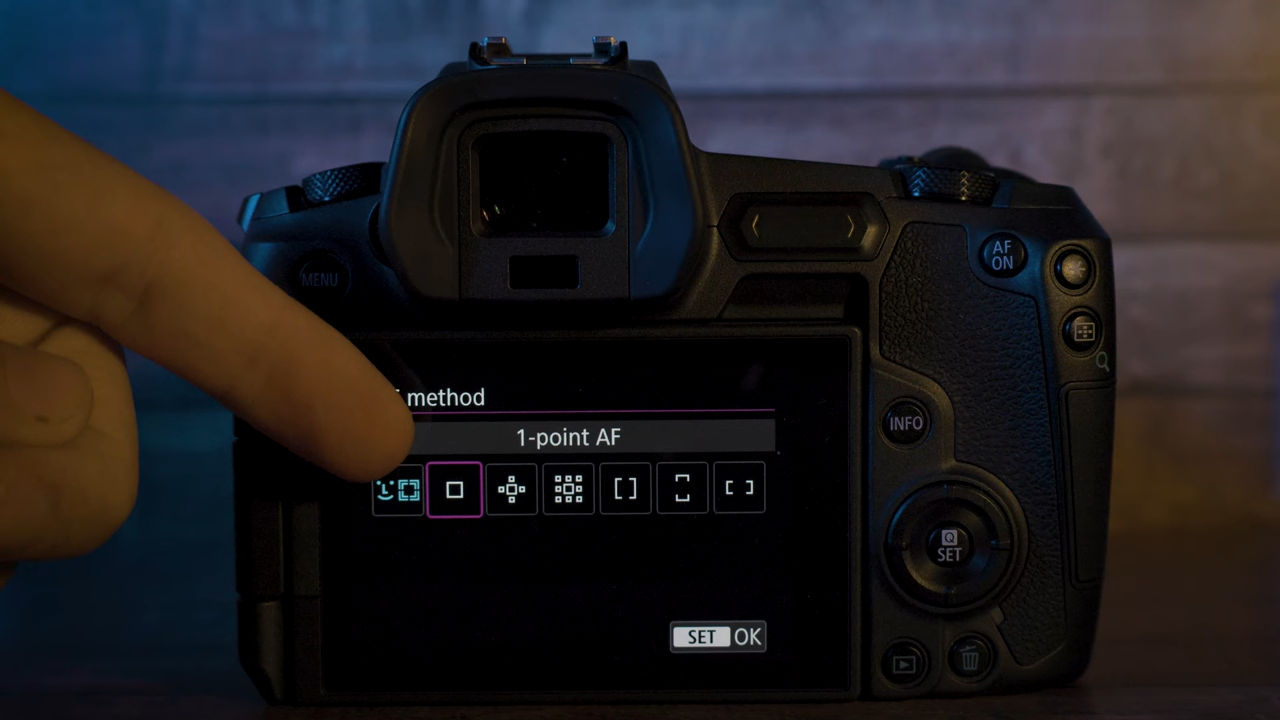 MENU
AF
ON
method
1-point AF
INFO
Q
SET
SET OK